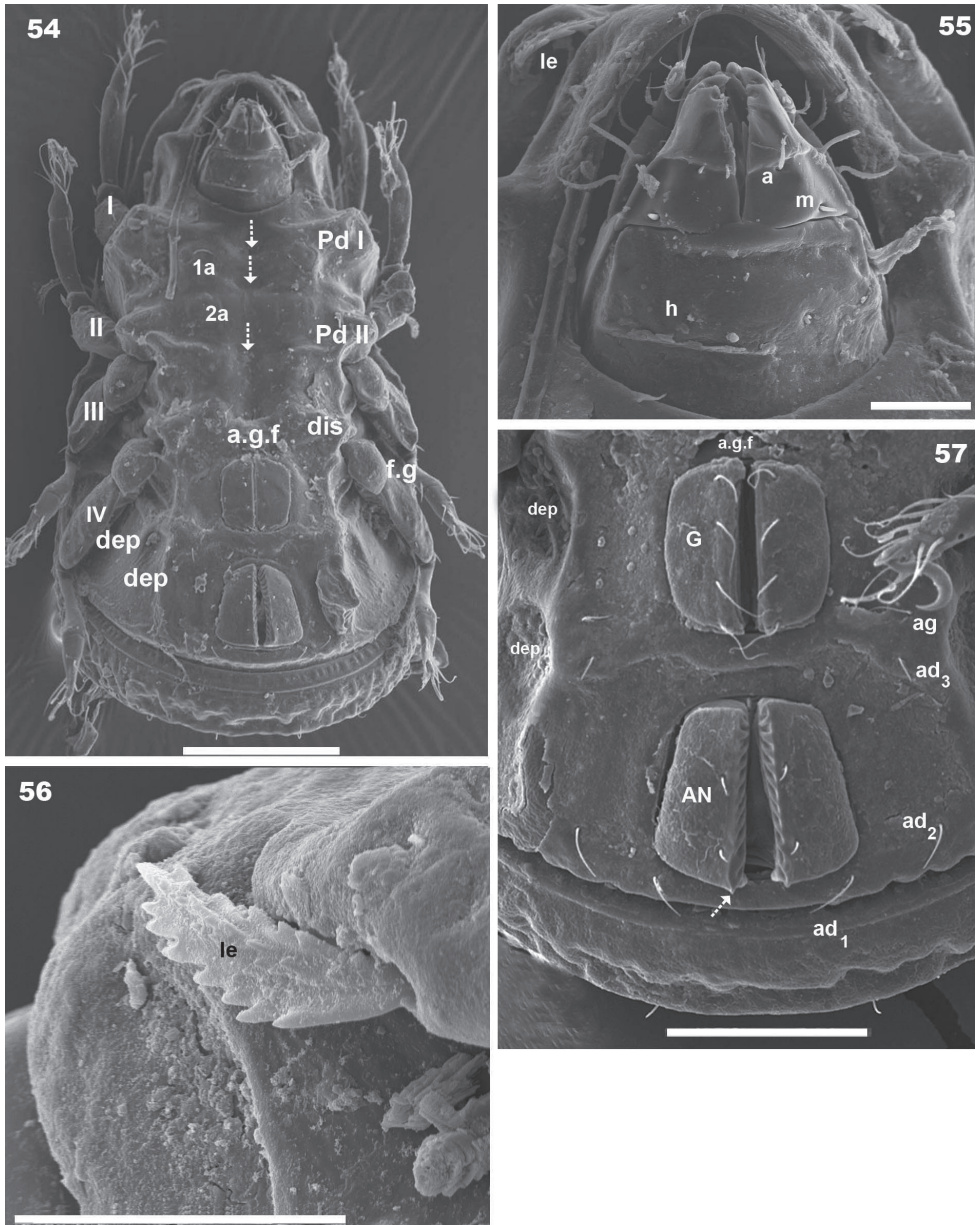 54
I
Pd I
1a
2a
II
Pd II
III
dis
a.g.f
f.g
IV
dep
dep
55
le
a
m
h
56
le
57
a.g.f
dep
G
ag
dep
ad3
AN
ad2
ad1